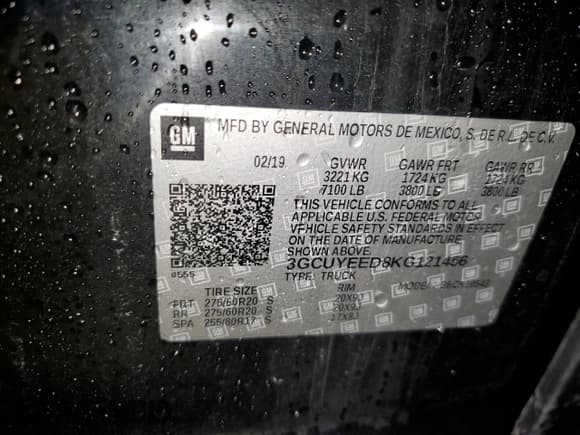 GM MFD BY GENERAL MOTORS DE MEXICO, S. DE R.L. DE C.V.
02/19 GVWR GAWR FRT GAWR RR
3221 KG 1724 KG 1724 KG
7100 LB 3800 LB 3800 LB
THIS VEHICLE CONFORMS TO ALL
APPLICABLE U.S. FEDERAL MOTOR
VEHICLE SAFETY STANDARDS IN EFFECT
ON THE DATE OF MANUFACTURE
SHOWN ABOVE.
3GCUYEED8KG121456
TYPE: TRUCK MODEL:
TIRE SIZE RIM
FRT 275/60R20 S 20X9J
RR 275/60R20 S 20X9J
SPA 255/80R17 S 17X8J